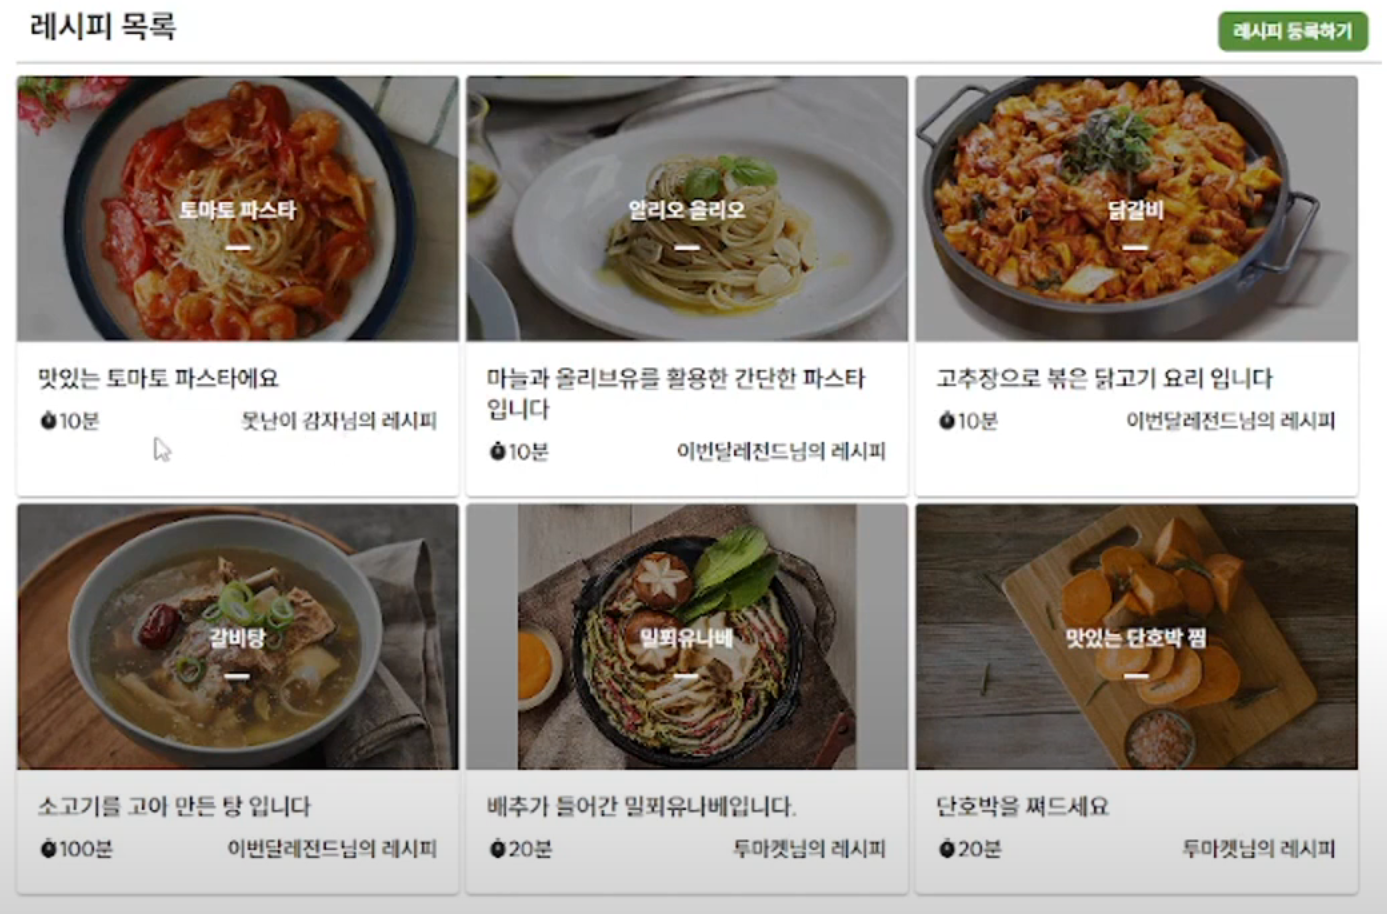 레시피 목록
레시피 등록하기
토마토 파스타
맛있는 토마토 파스타에요
10분
못난이 감자님의 레시피
알리오 올리오
마늘과 올리브유를 활용한 간단한 파스타
입니다
10분
이번달레전드님의 레시피
닭갈비
고추장으로 볶은 닭고기 요리 입니다
10분
이번달레전드님의 레시피
갈비탕
소고기를 고아 만든 탕 입니다
100분
이번달레전드님의 레시피
밀푀유나베
배추가 들어간 밀푀유나베입니다.
20분
투마켓님의 레시피
맛있는 단호박 찜
단호박을 쪄드세요
20분
투마켓님의 레시피